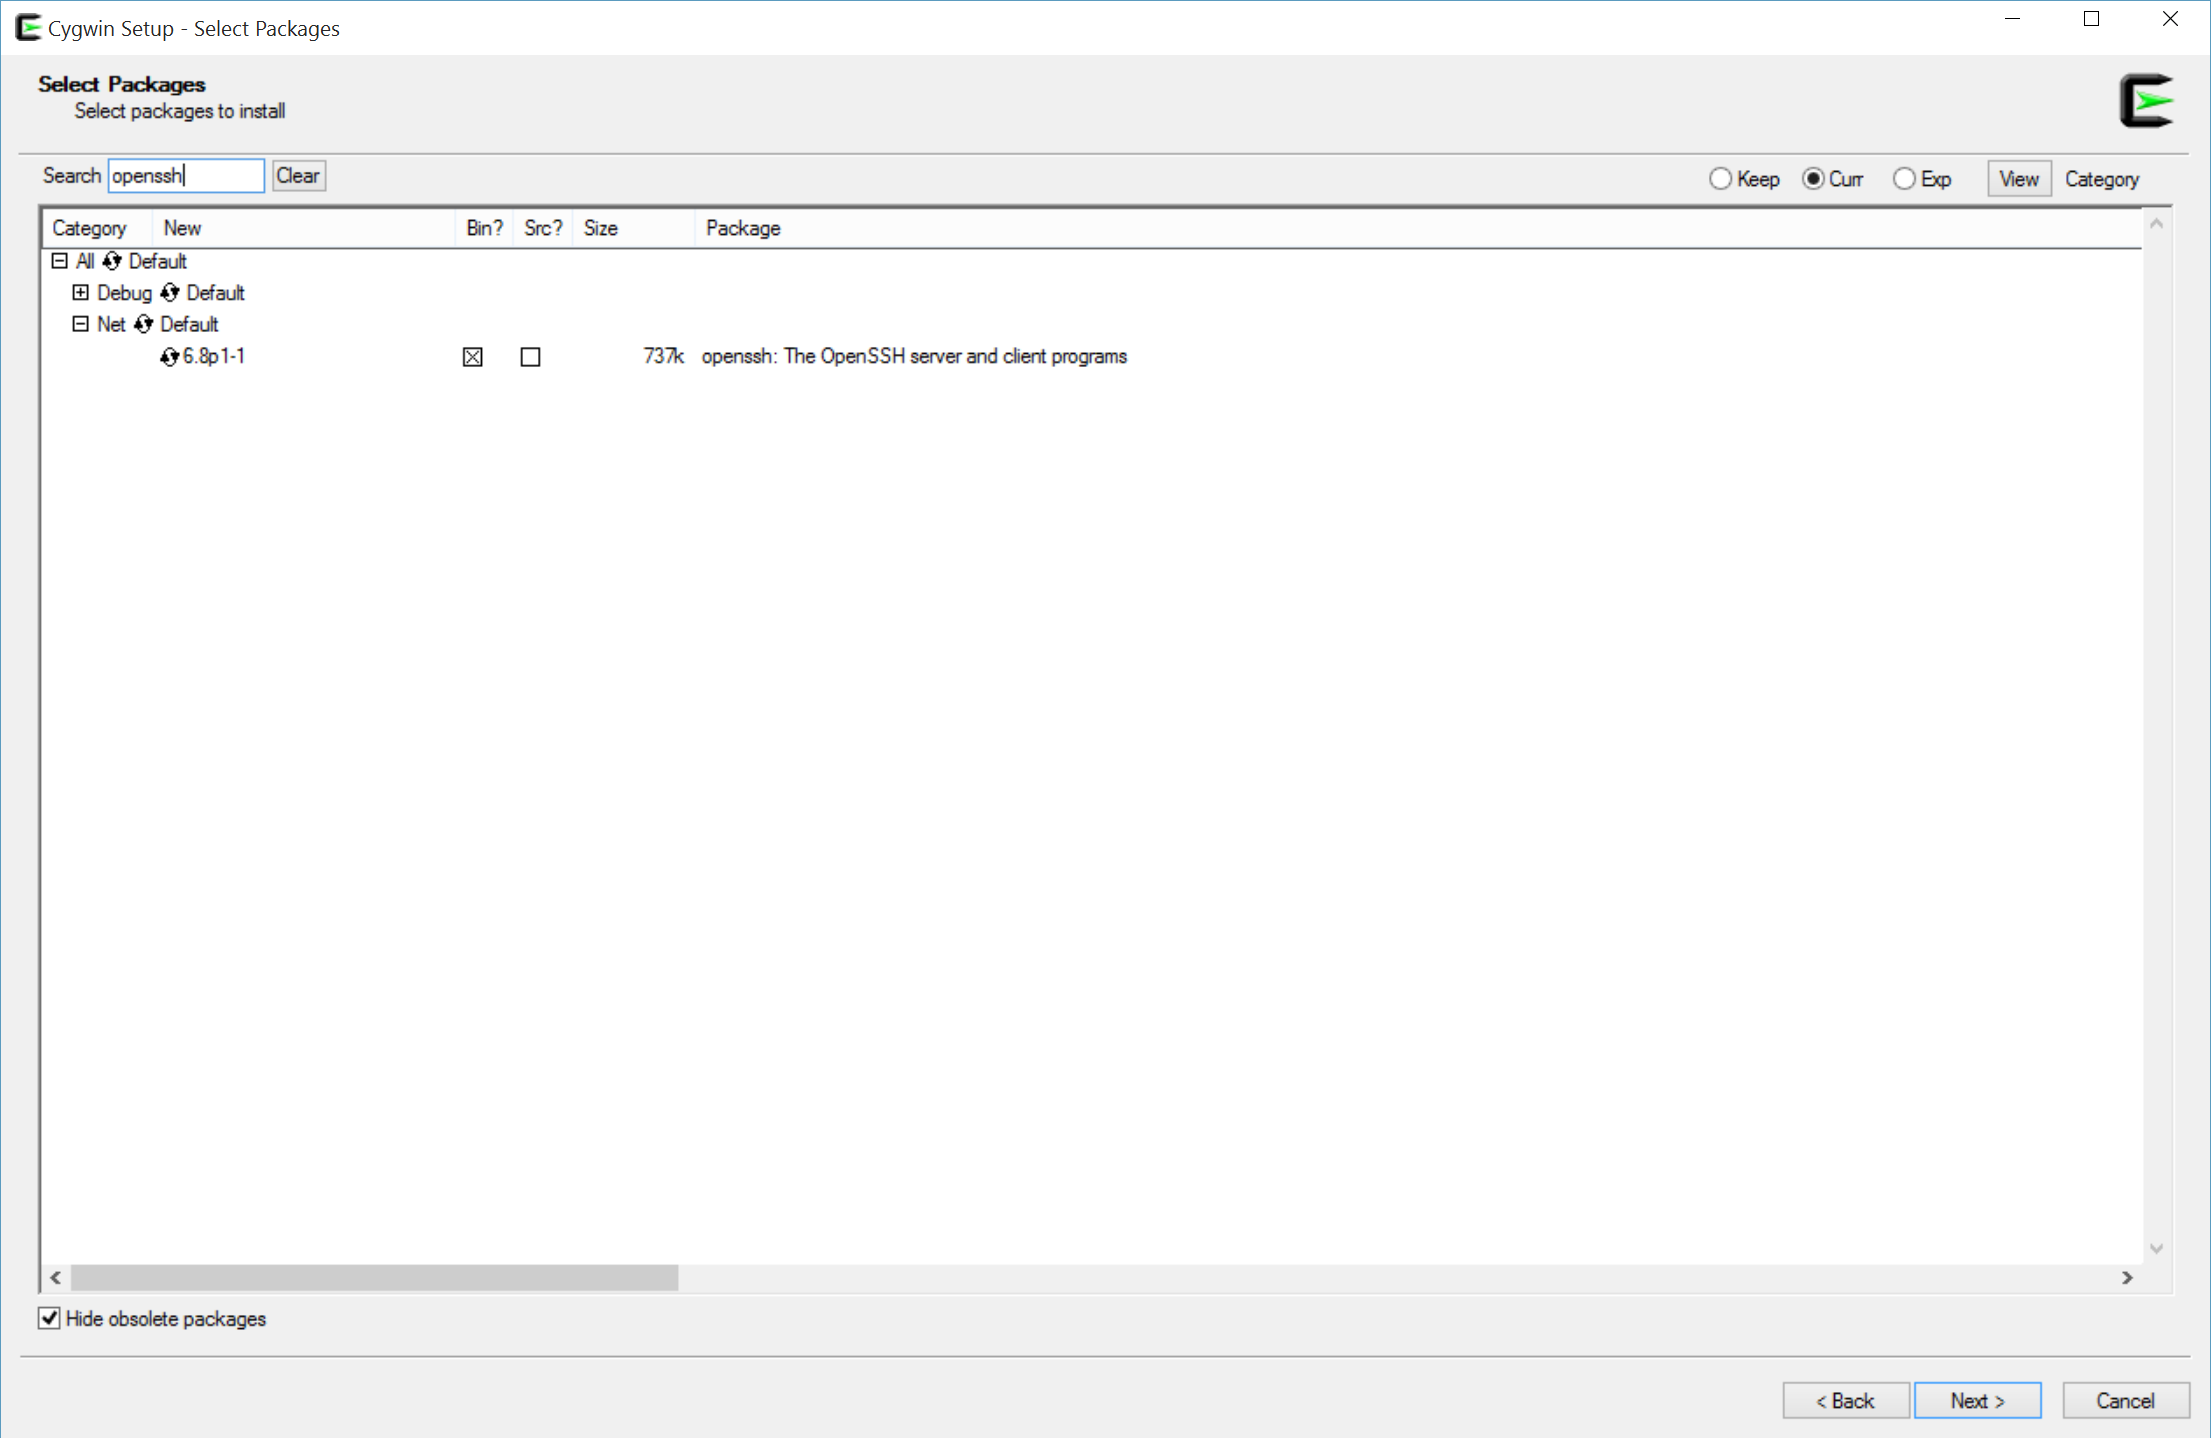 Cygwin Setup - Select Packages
Select Packages
Select packages to install
Search openssh Clear Keep Curr Exp View Category
Category New Bin? Src? Size Package
All Default
Debug Default
Net Default
6.8p1-1 737k openssh: The OpenSSH server and client programs
Hide obsolete packages
< Back Next > Cancel